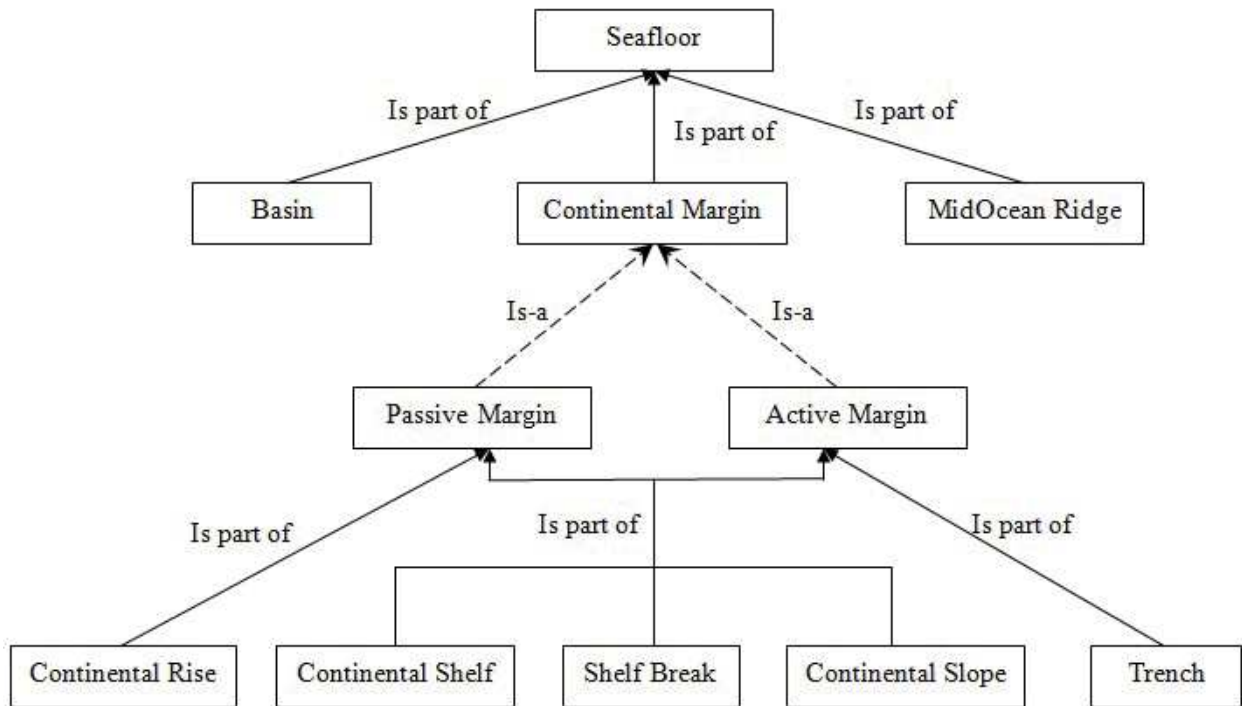 Seafloor
Is part of
Is part of
Is part of
Basin
Continental Margin
MidOcean Ridge
Is-a
Is-a
Passive Margin
Active Margin
Is part of
Is part of
Is part of
Continental Rise
Continental Shelf
Shelf Break
Continental Slope
Trench